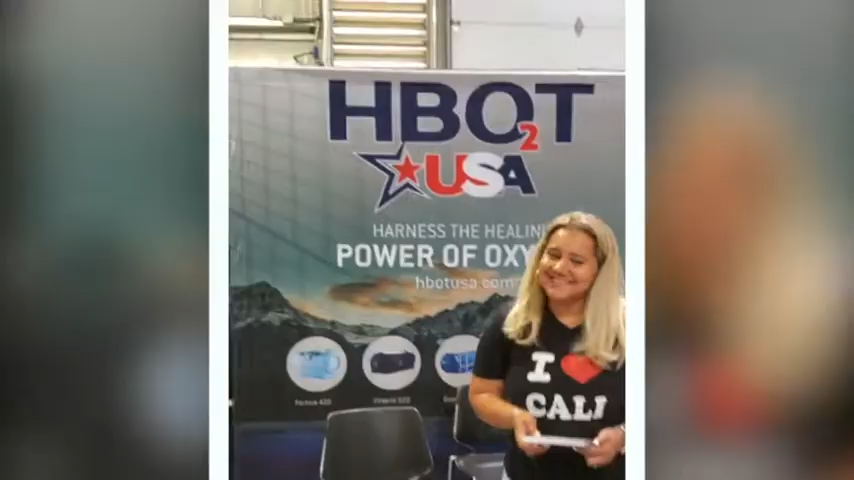 HBOT
2
USA
HARNESS THE HEALIN
POWER OF OXY
hbotusa.com
I ❤
CALI